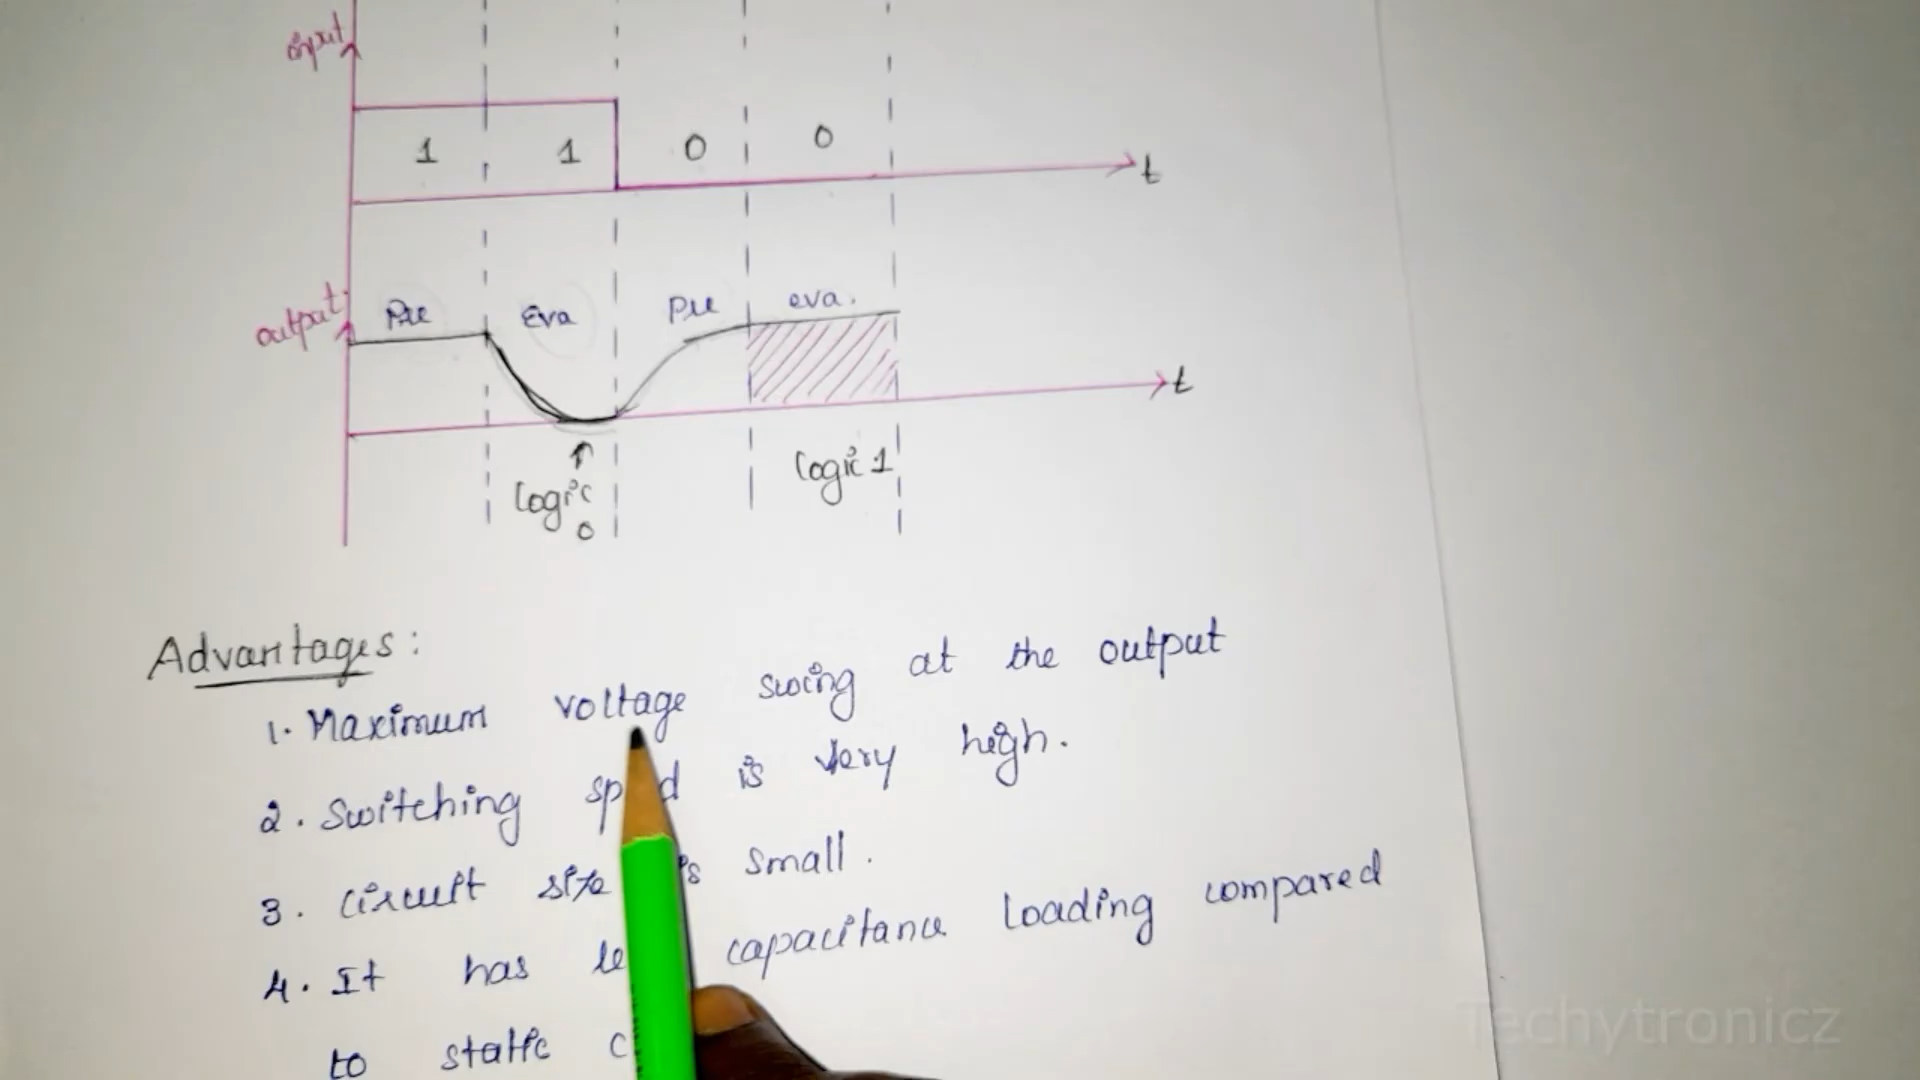 input
1 1 0 0
t
output
Pre Eva Pre eva.
t
logic 0
logic 1
Advantages:
1. Maximum voltage swing at the output
2. Switching is very high.
3. circuit size is small.
4. It has capacitance loading compared
to static
Techytronicz